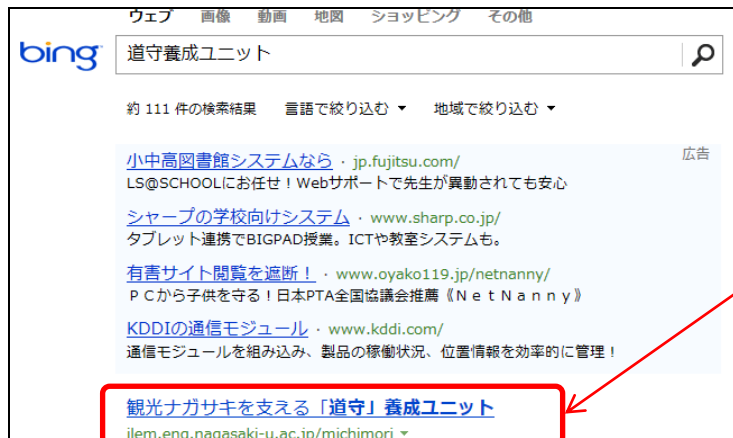 ウェブ 画像 動画 地図 ショッピング その他
bing 道守養成ユニット
約 111 件の検索結果 言語で絞り込む ▼ 地域で絞り込む ▼
小中高図書館システムなら · jp.fujitsu.com/ 広告
LS@SCHOOLにお任せ！Webサポートで先生が異動されても安心
シャープの学校向けシステム · www.sharp.co.jp/
タブレット連携でBIGPAD授業。ICTや教室システムも。
有害サイト閲覧を遮断！ · www.oyako119.jp/netnanny/
ＰＣから子供を守る！日本PTA全国協議会推薦《ＮｅｔＮａｎｎｙ》
KDDIの通信モジュール · www.kddi.com/
通信モジュールを組み込み、製品の稼働状況、位置情報を効率的に管理！
観光ナガサキを支える「道守」養成ユニット
ilem.eng.nagasaki-u.ac.jp/michimori ▼